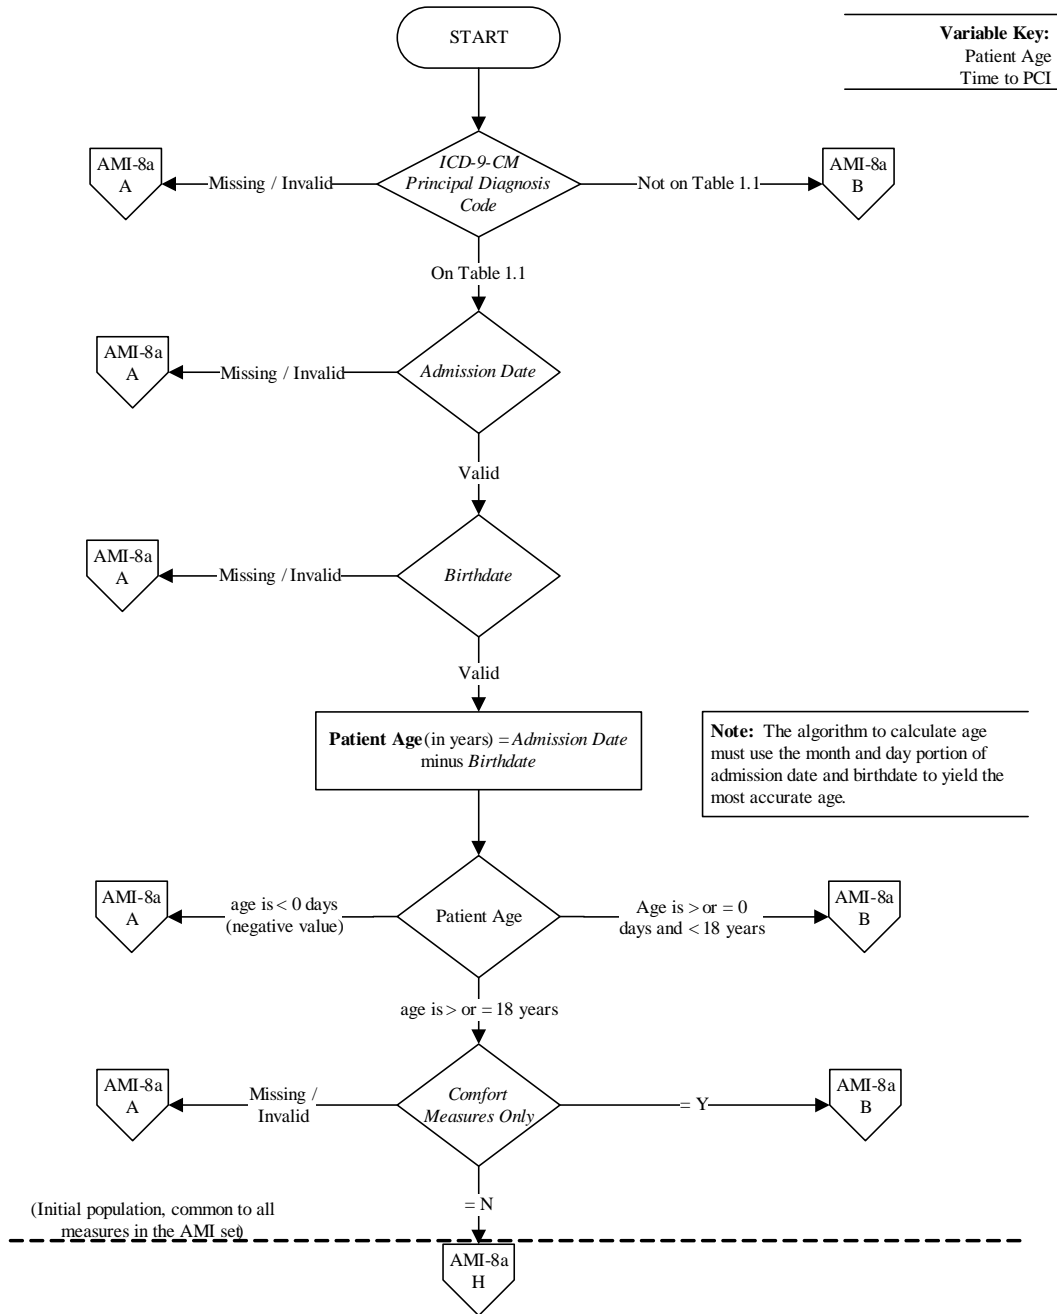 START
Variable Key:
Patient Age
Time to PCI
AMI-8a
A
Missing / Invalid
ICD-9-CM
Principal Diagnosis
Code
Not on Table 1.1
AMI-8a
B
On Table 1.1
AMI-8a
A
Missing / Invalid
Admission Date
Valid
AMI-8a
A
Missing / Invalid
Birthdate
Valid
Patient Age (in years) = Admission Date
minus Birthdate
Note: The algorithm to calculate age
must use the month and day portion of
admission date and birthdate to yield the
most accurate age.
AMI-8a
A
age is < 0 days
(negative value)
Patient Age
Age is > or = 0
days and < 18 years
AMI-8a
B
age is > or = 18 years
AMI-8a
A
Missing /
Invalid
Comfort
Measures Only
= Y
AMI-8a
B
= N
(Initial population, common to all
measures in the AMI set)
AMI-8a
H